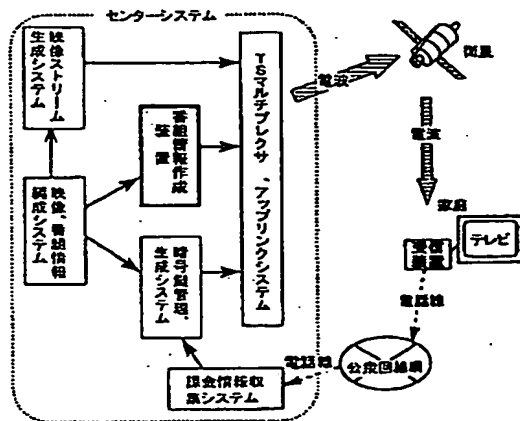 センターシステム
映像ストリーム
生成システム
番組情報作成
装置
映像、番組情報
編成システム
暗号鍵管理、
生成システム
TSマルチプレクサ、アップリンクシステム
課金情報収
集システム
電波
衛星
電波
家庭
テレビ
受信
装置
電話線
公衆回線網
電話線